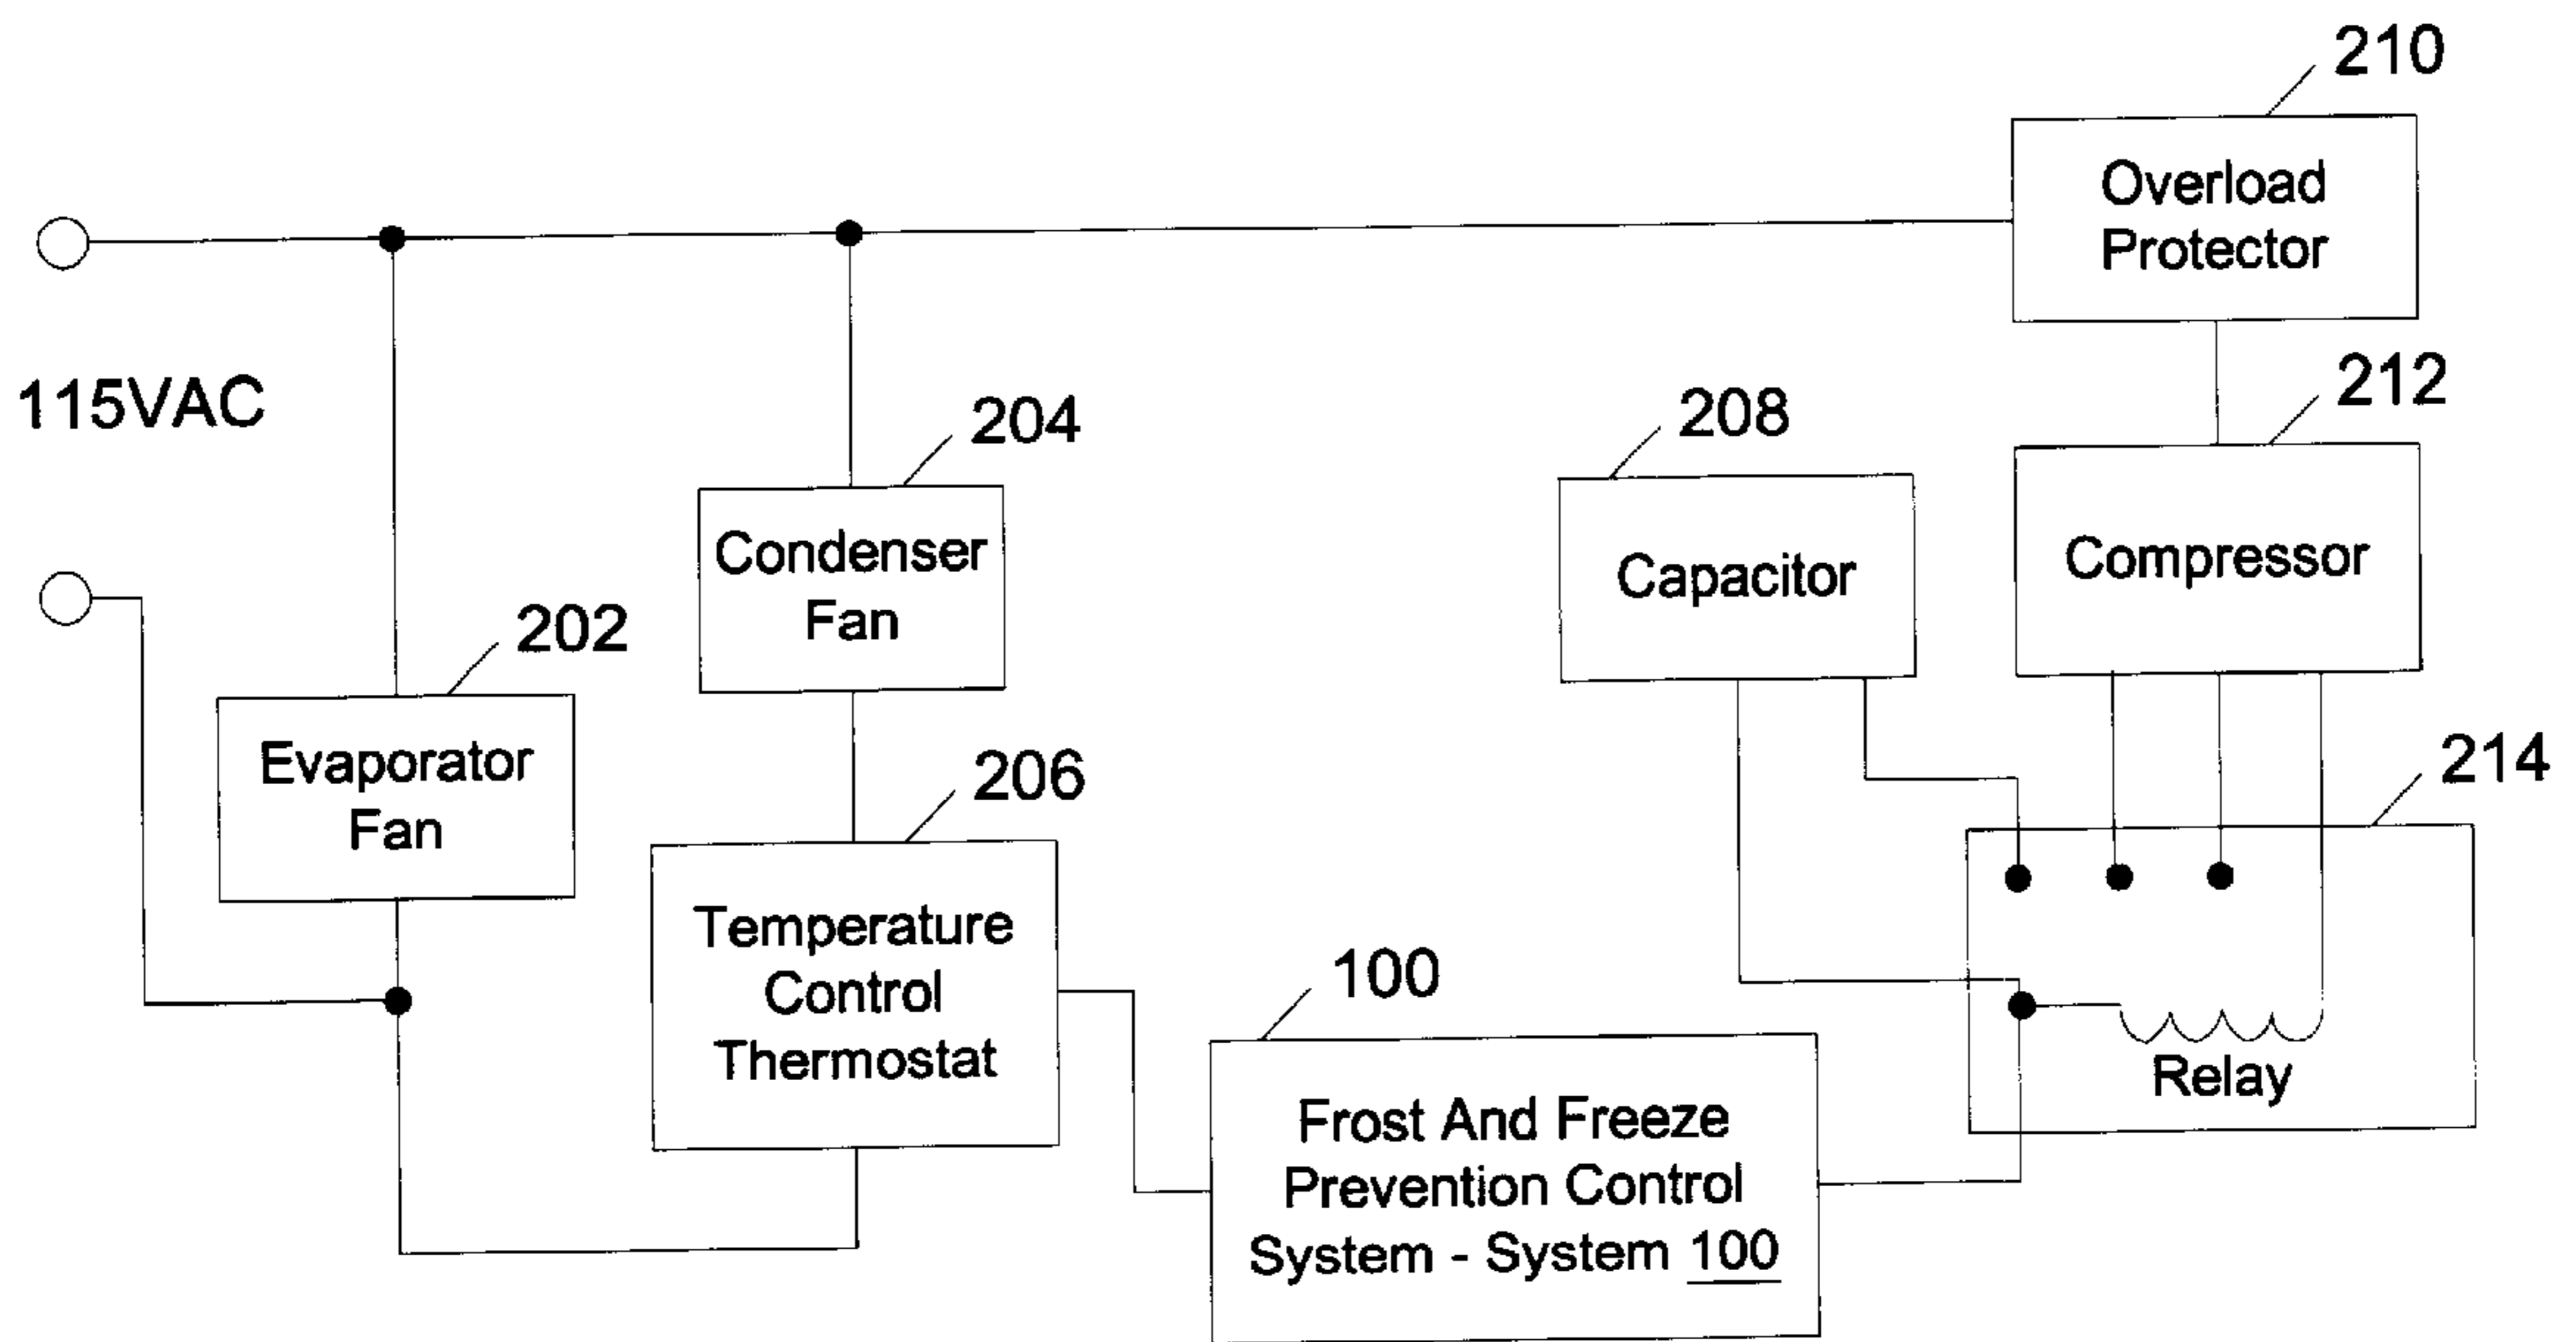 210
Overload
Protector
115VAC
204
208
212
Condenser
Fan
Capacitor
Compressor
202
Evaporator
Fan
206
214
Temperature
Control
Thermostat
100
Relay
Frost And Freeze
Prevention Control
System - System 100